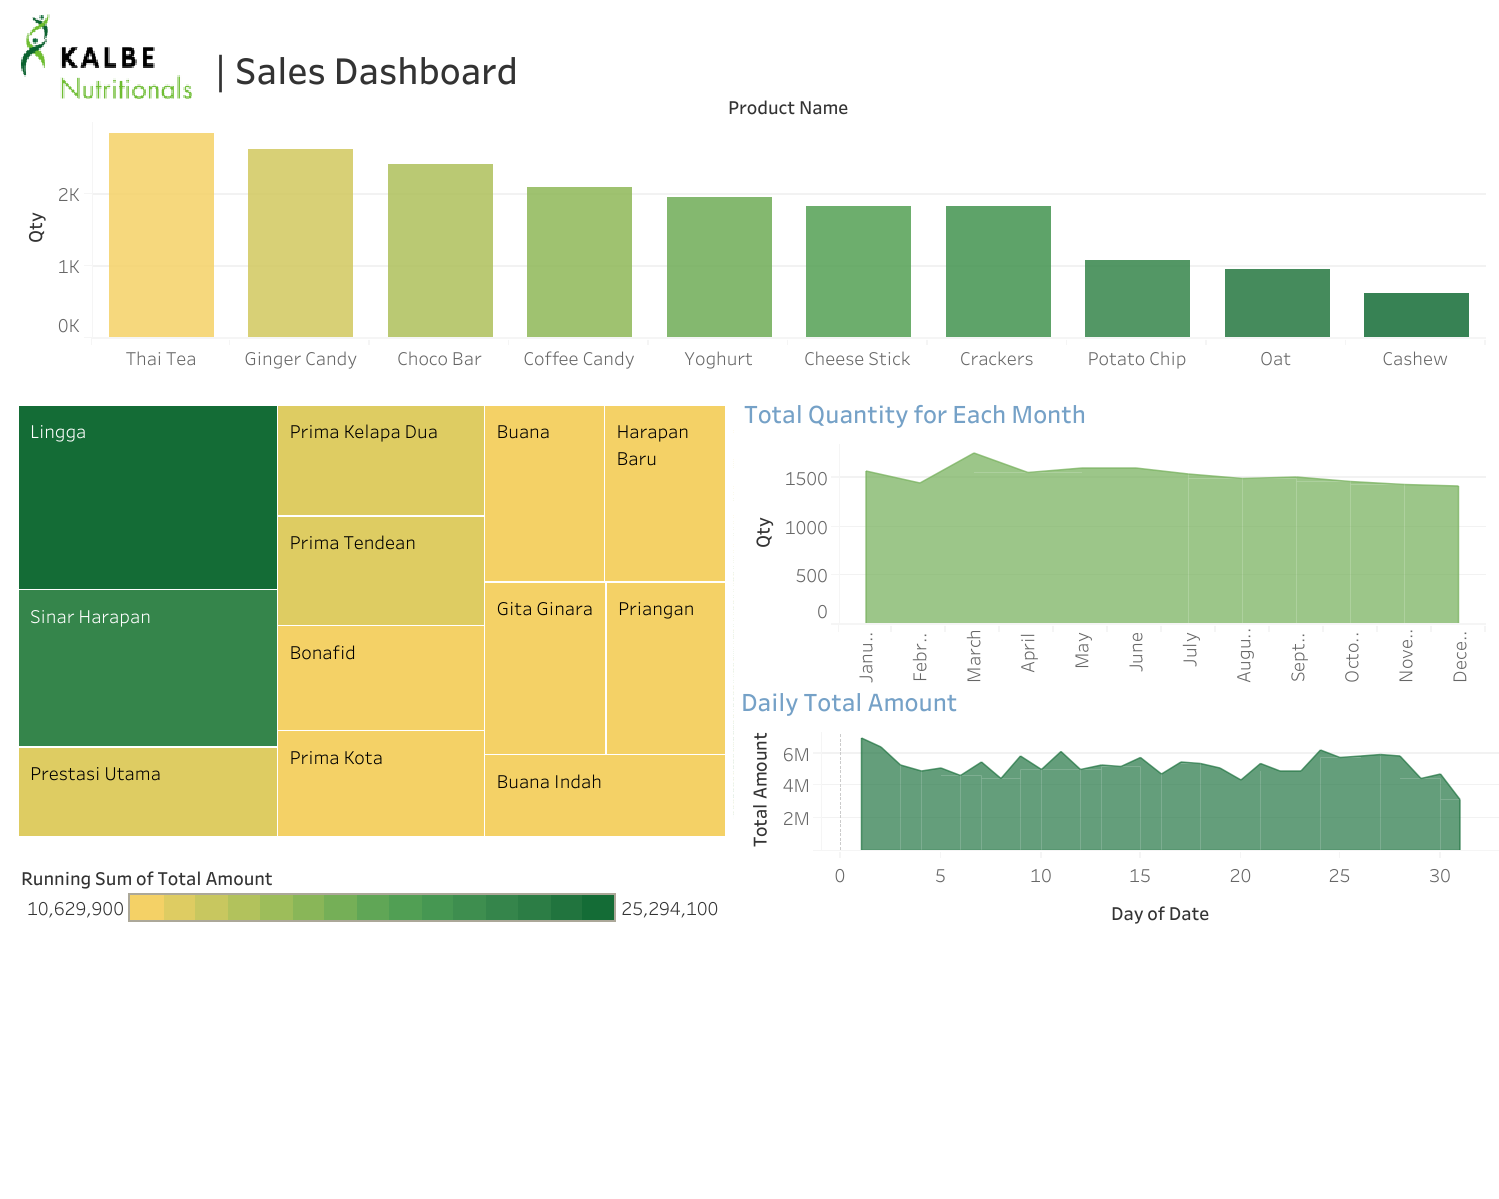 KALBE
Nutritionals
| Sales Dashboard
Product Name
Qty
2K
1K
0K
Thai Tea Ginger Candy Choco Bar Coffee Candy Yoghurt Cheese Stick Crackers Potato Chip Oat Cashew
Lingga
Sinar Harapan
Prestasi Utama
Prima Kelapa Dua
Prima Tendean
Bonafid
Prima Kota
Buana
Harapan
Baru
Gita Ginara
Priangan
Buana Indah
Running Sum of Total Amount
10,629,900 25,294,100
Total Quantity for Each Month
Qty
1500
1000
500
0
Janu.. Febr.. March April May June July Augu.. Sept.. Octo.. Nove.. Dece..
Daily Total Amount
Total Amount
6M
4M
2M
0 5 10 15 20 25 30
Day of Date